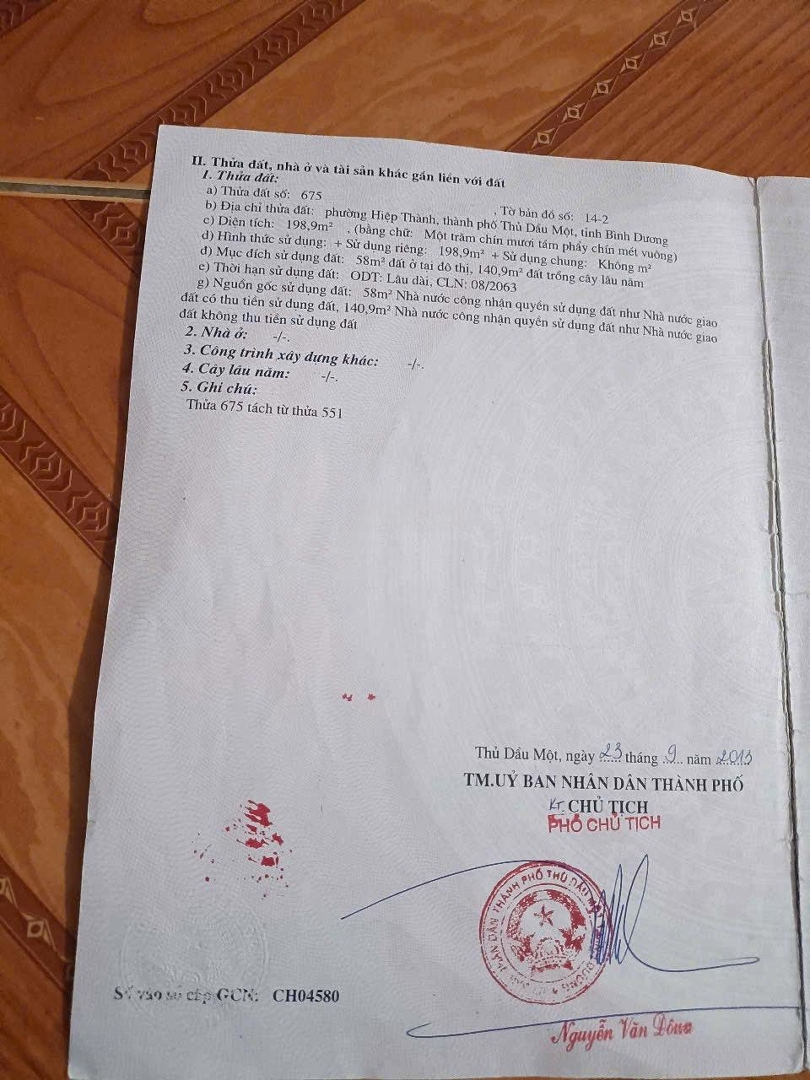 II. Thửa đất, nhà ở và tài sản khác gắn liền với đất
1. Thửa đất:
a) Thửa đất số: 675 , Tờ bản đồ số: 14-2
b) Địa chỉ thửa đất: phường Hiệp Thành, thành phố Thủ Dầu Một, tỉnh Bình Dương
c) Diện tích: 198,9m² , (bằng chữ: Một trăm chín mươi tám phẩy chín mét vuông)
d) Hình thức sử dụng: + Sử dụng riêng: 198,9m² + Sử dụng chung: Không m²
đ) Mục đích sử dụng đất: 58m² đất ở tại đô thị, 140,9m² đất trồng cây lâu năm
e) Thời hạn sử dụng đất: ODT: Lâu dài, CLN: 08/2063
g) Nguồn gốc sử dụng đất: 58m² Nhà nước công nhận quyền sử dụng đất như Nhà nước giao
đất có thu tiền sử dụng đất, 140,9m² Nhà nước công nhận quyền sử dụng đất như Nhà nước giao
đất không thu tiền sử dụng đất
2. Nhà ở: -/-.
3. Công trình xây dựng khác: -/-.
4. Cây lâu năm: -/-.
5. Ghi chú:
Thửa 675 tách từ thửa 551
Thủ Dầu Một, ngày 23 tháng 9 năm 2013
TM.UỶ BAN NHÂN DÂN THÀNH PHỐ
KT. CHỦ TỊCH
PHÓ CHỦ TỊCH
NHÂN DÂN THÀNH PHỐ THỦ DẦU MỘT
DƯƠNG
Số vào sổ cấp GCN: CH04580
Nguyễn Văn Đông